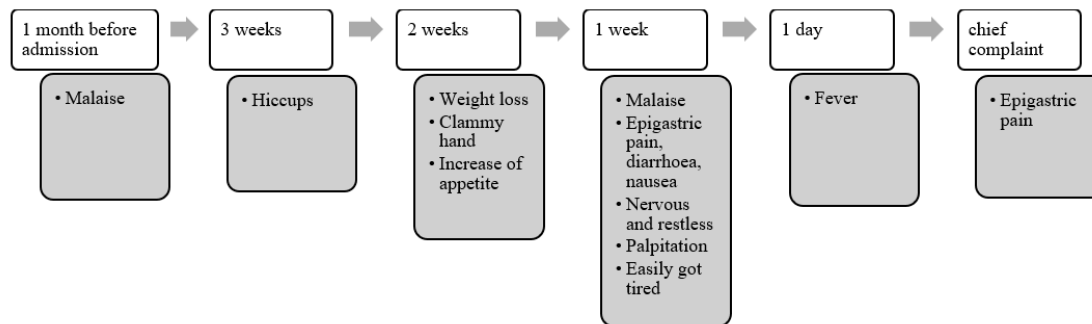 1 month before
admission
• Malaise
3 weeks
• Hiccups
2 weeks
• Weight loss
• Clammy
hand
• Increase of
appetite
1 week
• Malaise
• Epigastric
pain,
diarrhoea,
nausea
• Nervous
and restless
• Palpitation
• Easily got
tired
1 day
• Fever
chief
complaint
• Epigastric
pain